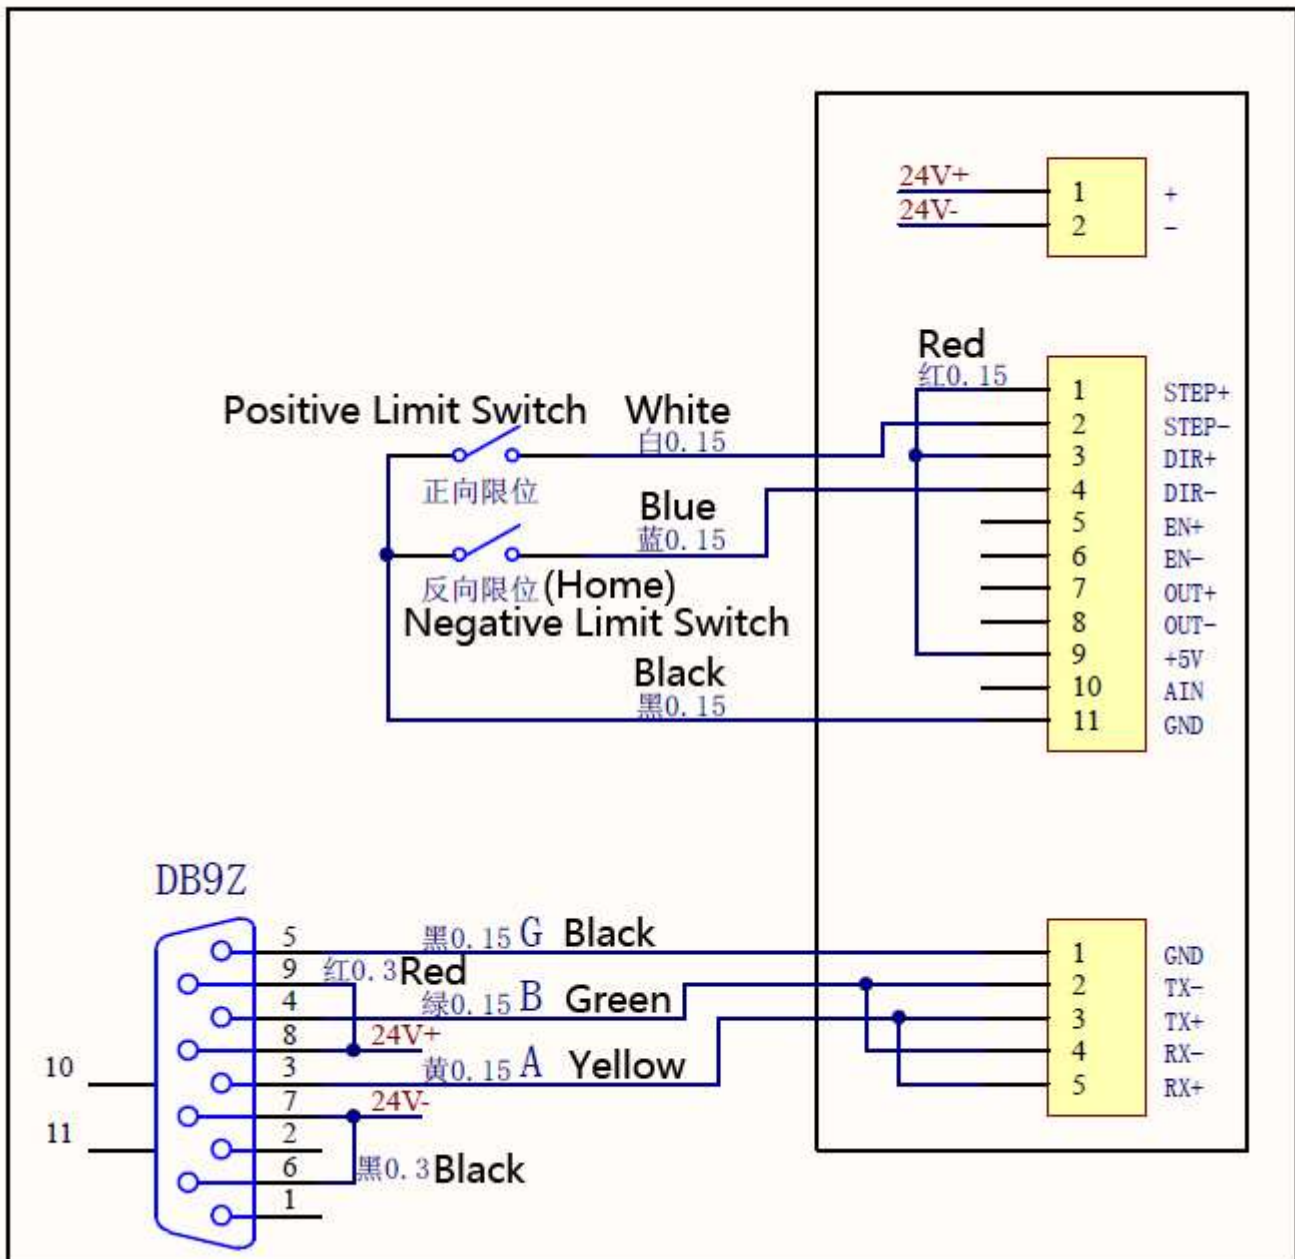 24V+
1
+
24V-
2
-
Red
红0.15
1
STEP+
Positive Limit Switch
White
白0.15
2
STEP-
3
DIR+
正向限位
4
DIR-
Blue
蓝0.15
5
EN+
6
EN-
反向限位
(Home)
7
OUT+
Negative Limit Switch
8
OUT-
9
+5V
Black
黑0.15
10
AIN
11
GND
DB9Z
5
黑0.15
G
Black
1
GND
9
红0.3
Red
2
TX-
4
绿0.15
B
Green
3
TX+
8
24V+
4
RX-
10
3
黄0.15
A
Yellow
5
RX+
7
24V-
11
2
6
黑0.3
Black
1